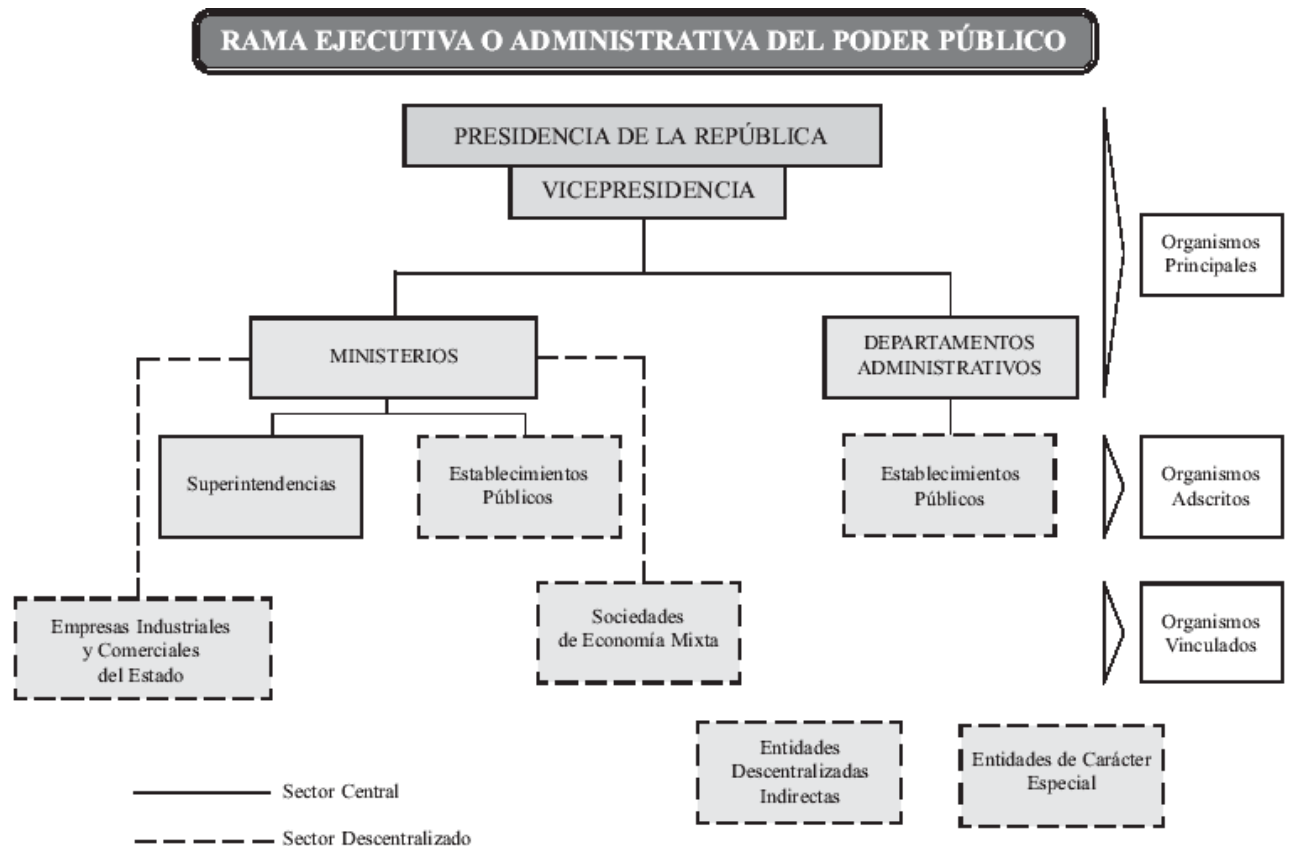 RAMA EJECUTIVA O ADMINISTRATIVA DEL PODER PÚBLICO
PRESIDENCIA DE LA REPÚBLICA
VICEPRESIDENCIA
Organismos
Principales
MINISTERIOS
DEPARTAMENTOS
ADMINISTRATIVOS
Superintendencias
Establecimientos
Públicos
Establecimientos
Públicos
Organismos
Adscritos
Empresas Industriales
y Comerciales
del Estado
Sociedades
de Economía Mixta
Organismos
Vinculados
Entidades
Descentralizadas
Indirectas
Entidades de Carácter
Especial
Sector Central
Sector Descentralizado